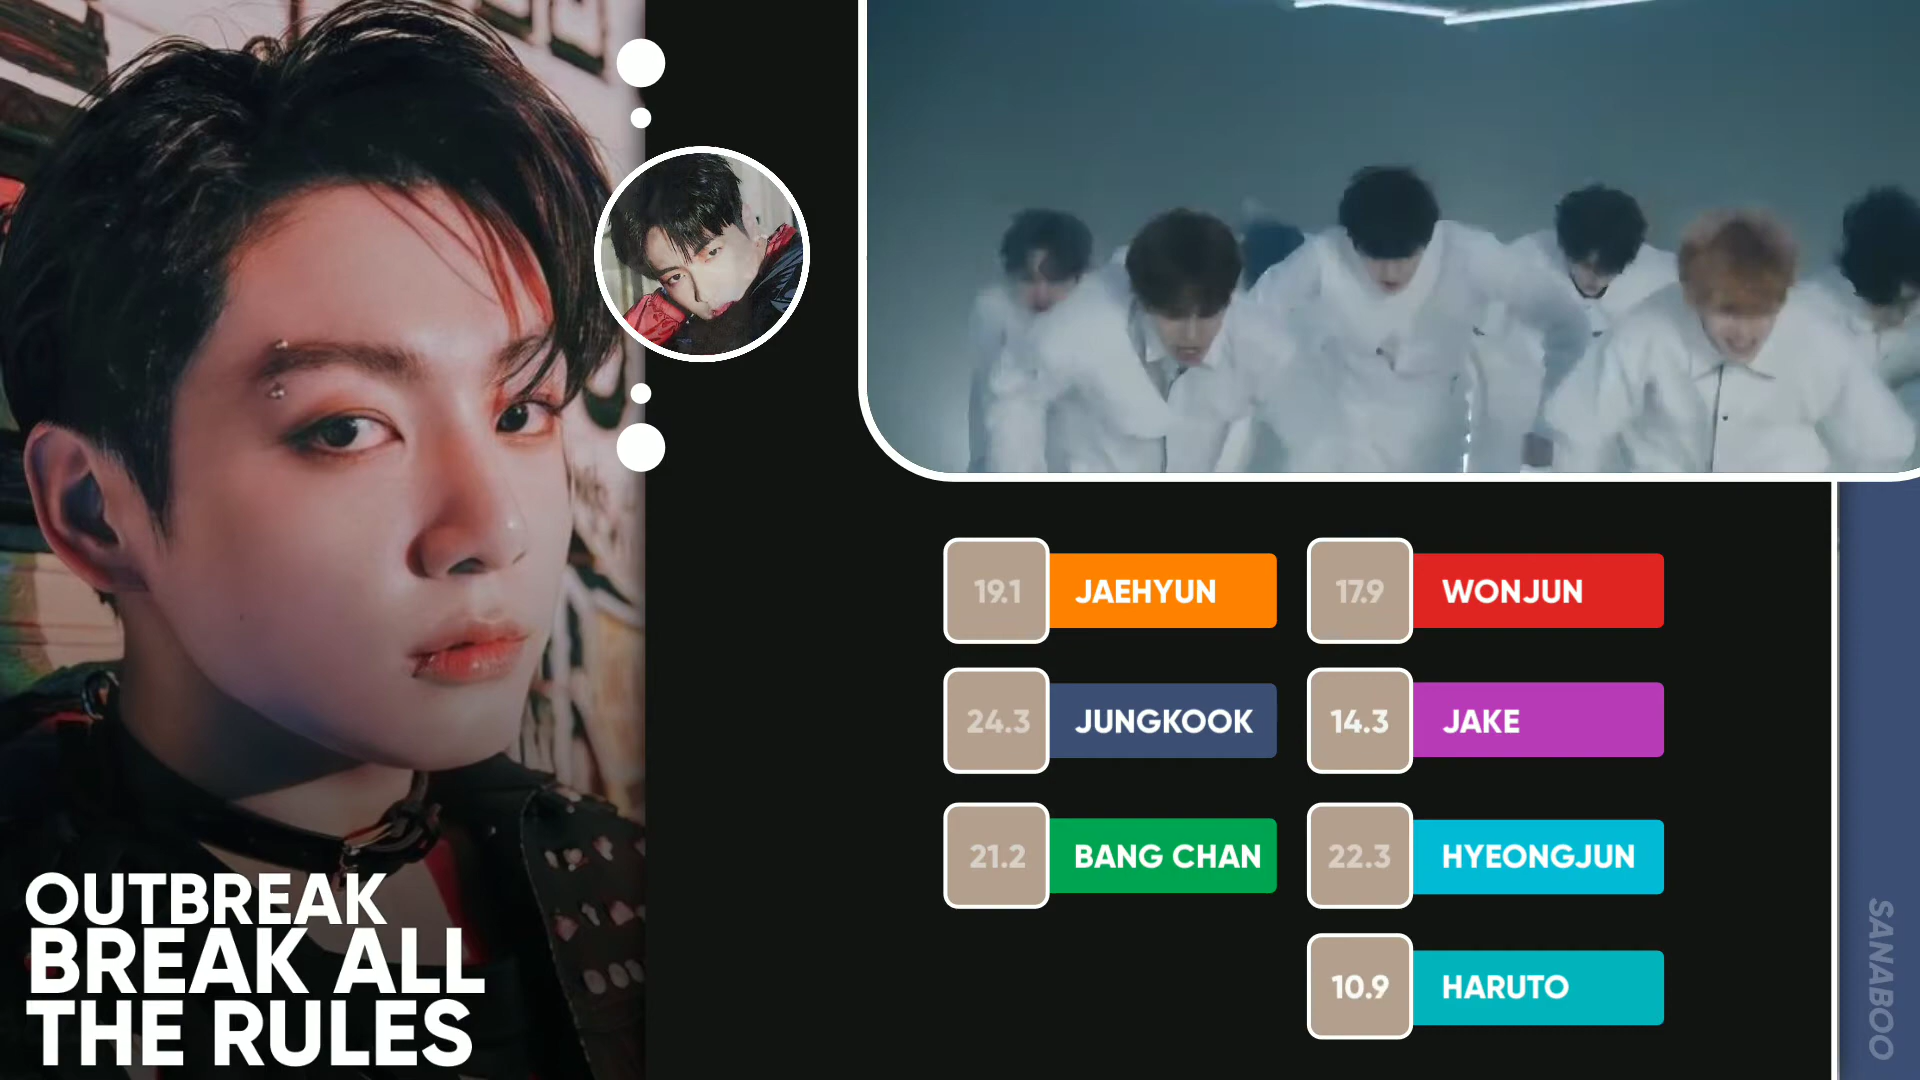 19.1 JAEHYUN
17.9 WONJUN
24.3 JUNGKOOK
14.3 JAKE
21.2 BANG CHAN
22.3 HYEONGJUN
10.9 HARUTO
OUTBREAK
BREAK ALL
THE RULES
SANABOO